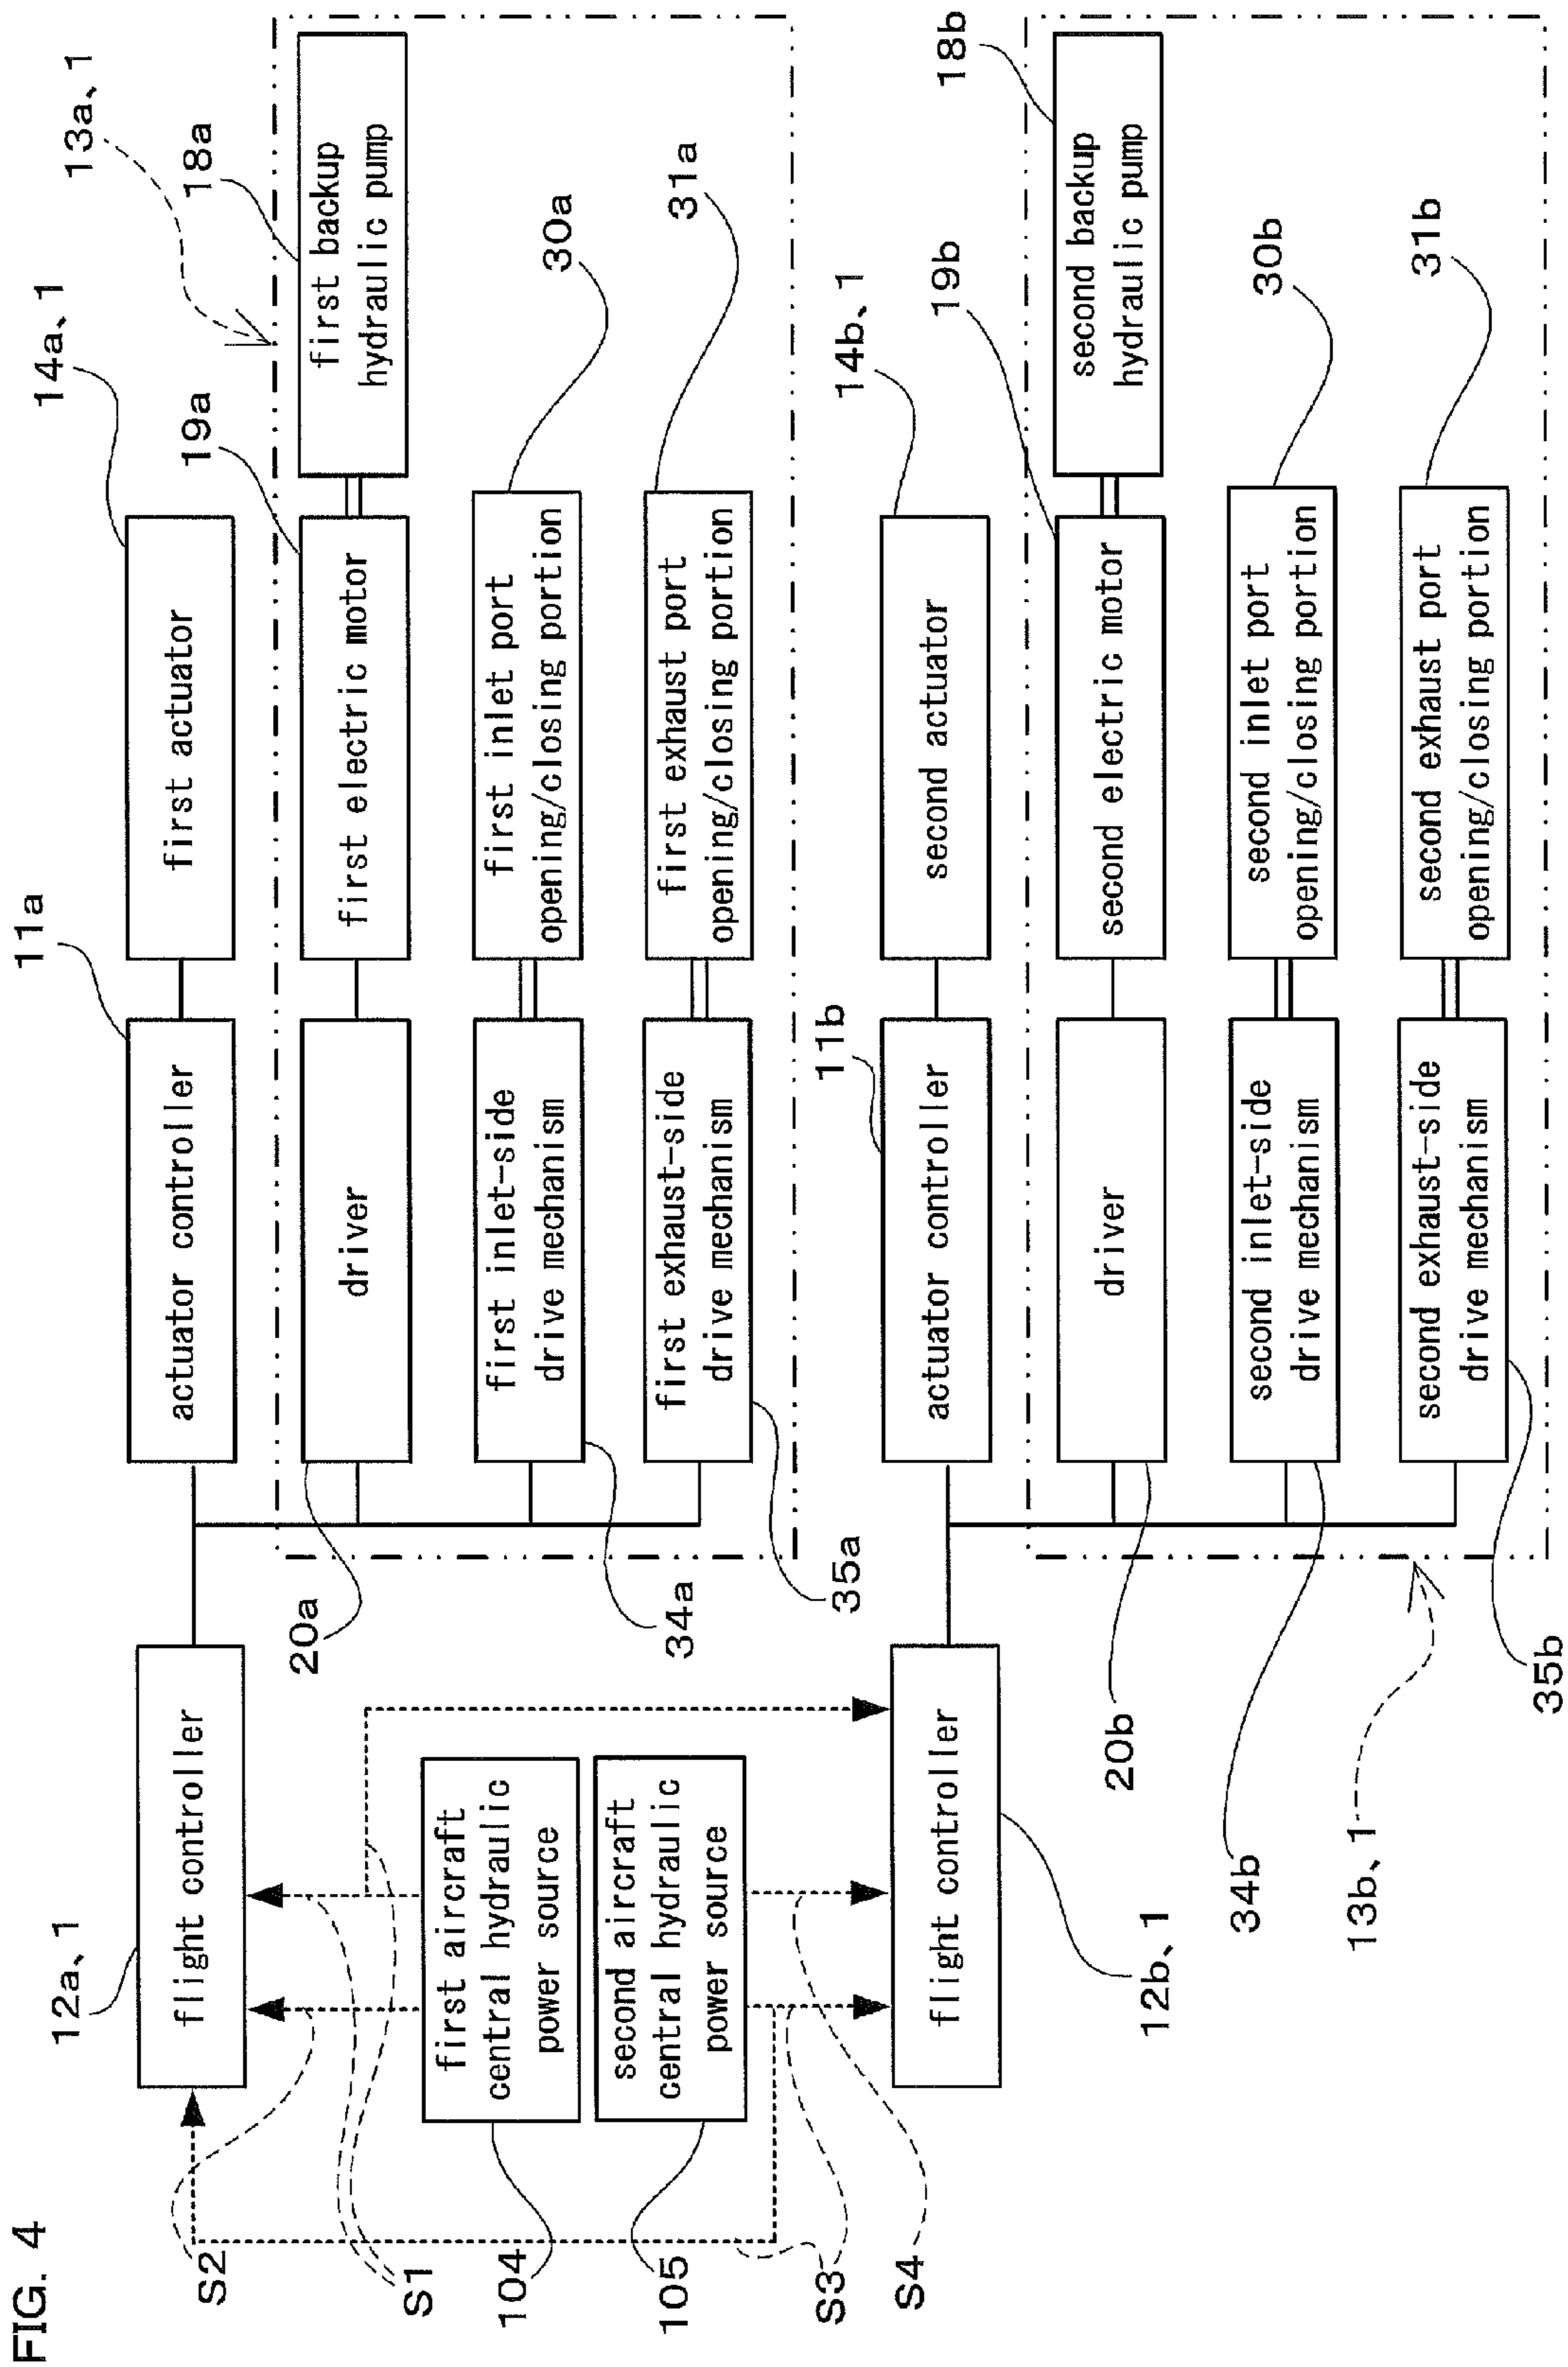 FIG. 4
12a、1
flight controller
S2
S1
104
first aircraft
central hydraulic
power source
105
second aircraft
central hydraulic
power source
S3
S4
flight controller
12b、1
11a
actuator controller
14a、1
first actuator
13a、1
20a
driver
19a
first electric motor
18a
first backup
hydraulic pump
34a
first inlet-side
drive mechanism
30a
first inlet port
opening/closing portion
35a
first exhaust-side
drive mechanism
31a
first exhaust port
opening/closing portion
11b
actuator controller
14b、1
second actuator
13b、1
20b
driver
19b
second electric motor
18b
second backup
hydraulic pump
34b
second inlet-side
drive mechanism
30b
second inlet port
opening/closing portion
35b
second exhaust-side
drive mechanism
31b
second exhaust port
opening/closing portion